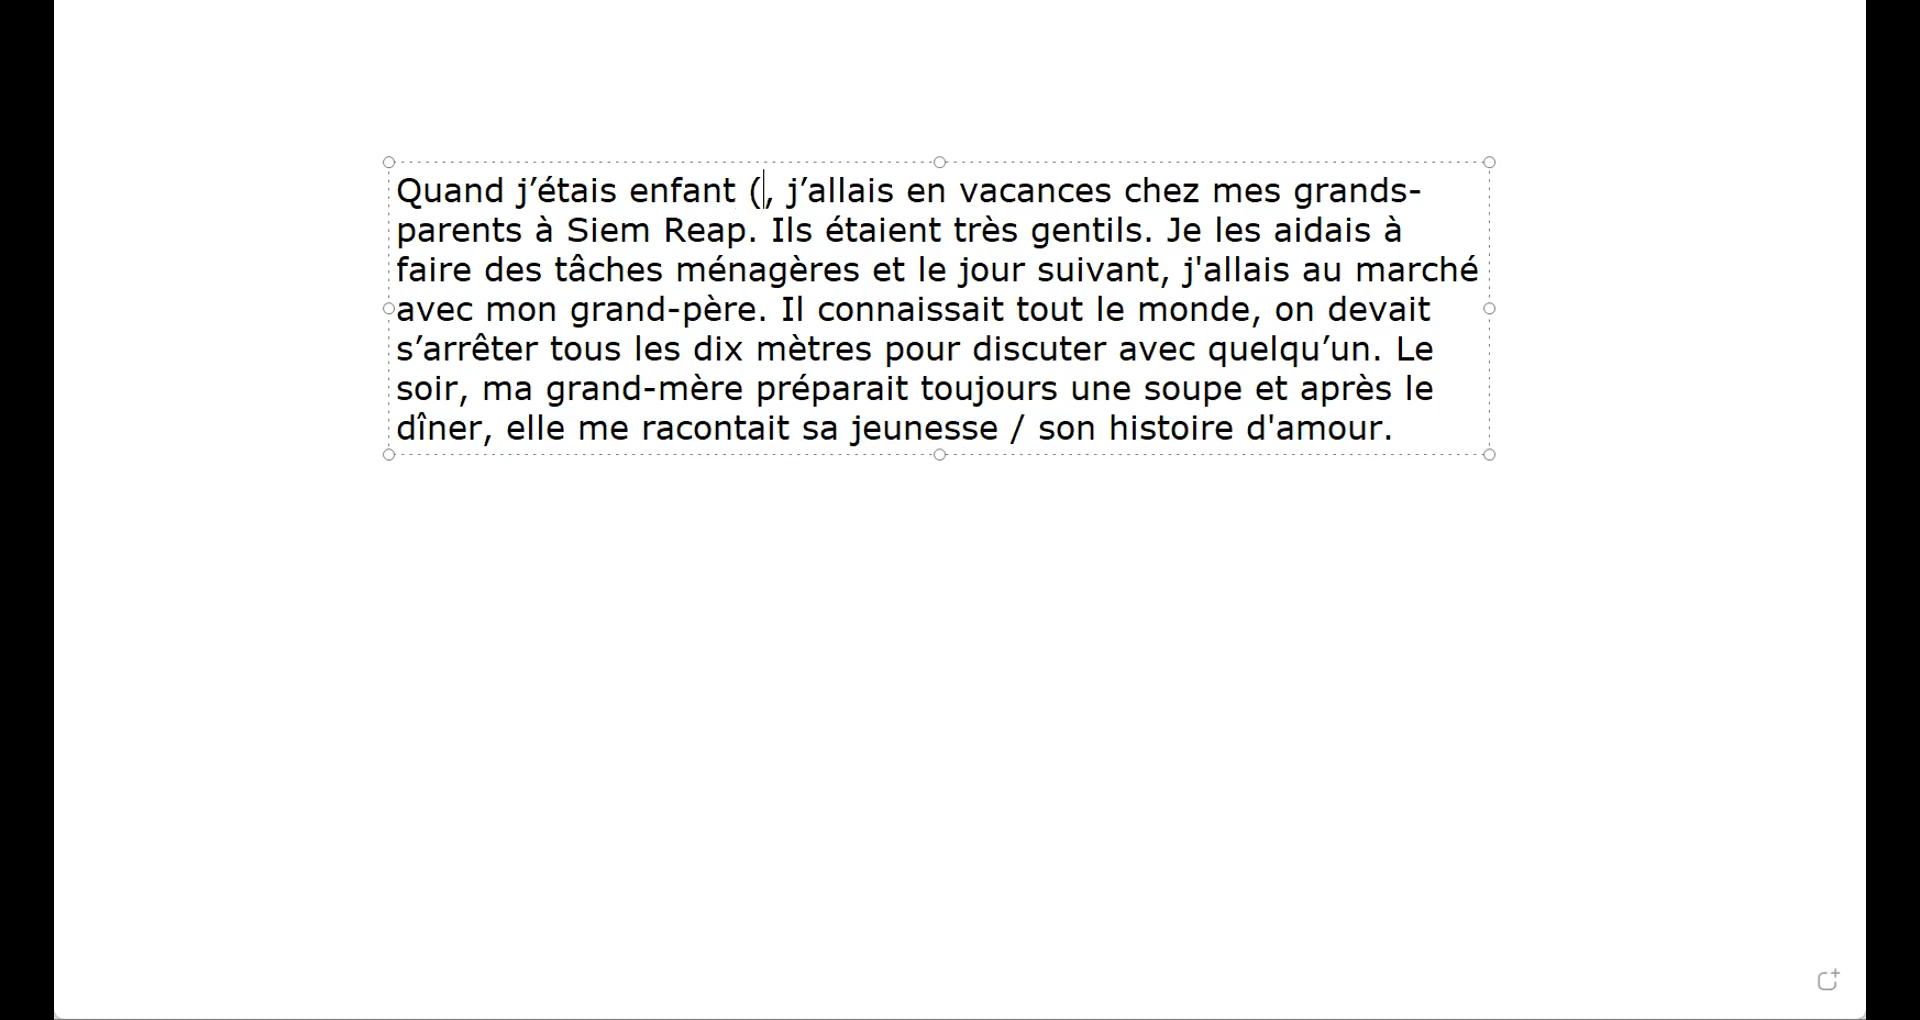 Quand j’étais enfant (, j’allais en vacances chez mes grands-
parents à Siem Reap. Ils étaient très gentils. Je les aidais à
faire des tâches ménagères et le jour suivant, j'allais au marché
avec mon grand-père. Il connaissait tout le monde, on devait
s’arrêter tous les dix mètres pour discuter avec quelqu’un. Le
soir, ma grand-mère préparait toujours une soupe et après le
dîner, elle me racontait sa jeunesse / son histoire d'amour.